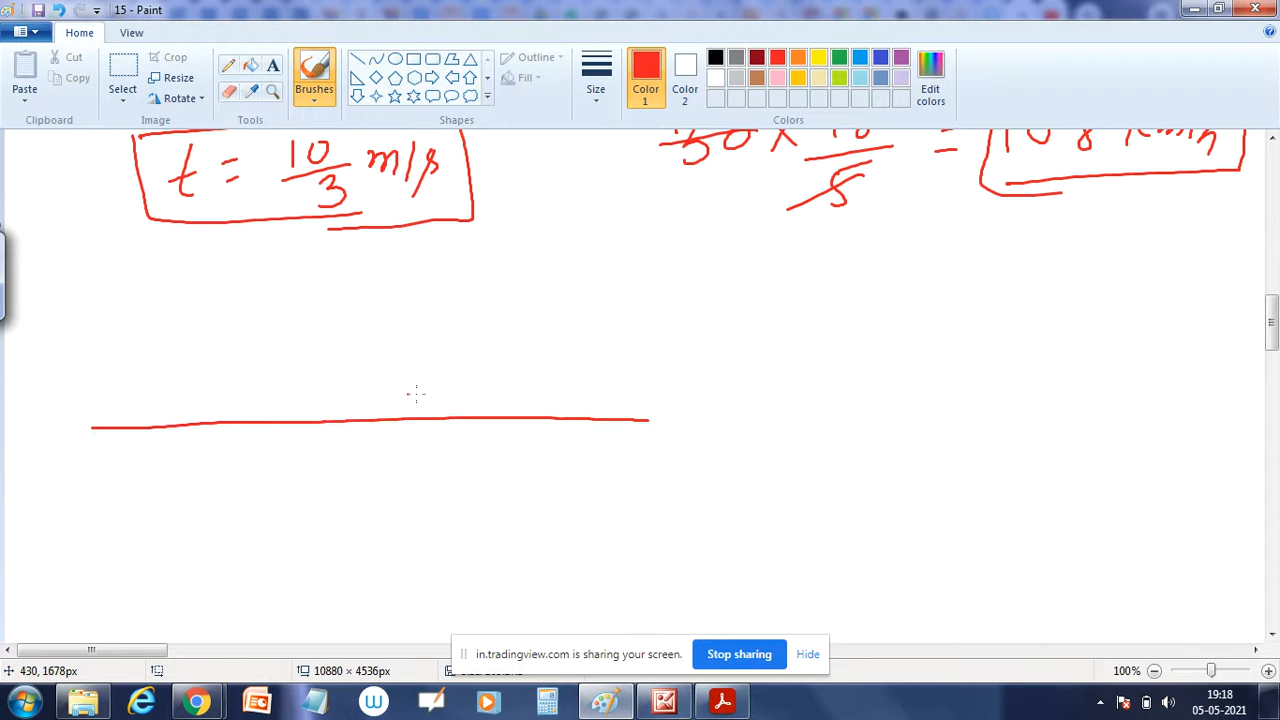 15 - Paint
Home
View
Paste
Cut
Copy
Clipboard
Select
Crop
Resize
Rotate
Image
A
Tools
Brushes
Outline
Fill
Shapes
Size
Color 1
Color 2
Edit colors
Colors
t = 10/3 m/s
in.tradingview.com is sharing your screen.
Stop sharing
Hide
430, 1678px
10880 × 4536px
100%
19:18
05-05-2021